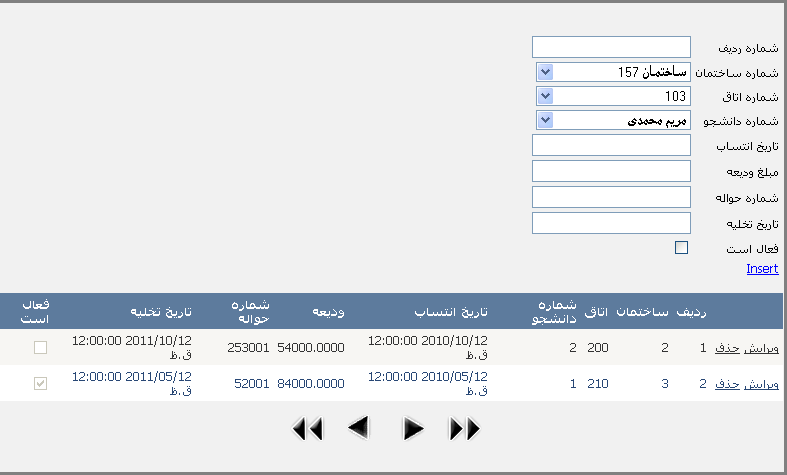 شماره ردیف
شماره ساختمان ساختمان 157
شماره اتاق 103
شماره دانشجو مریم محمدی
تاریخ انتساب
مبلغ ودیعه
شماره حواله
تاریخ تخلیه
فعال است
Insert
ردیف ساختمان اتاق شماره دانشجو تاریخ انتساب ودیعه شماره حواله تاریخ تخلیه فعال است
ویرایش حذف 1 2 200 2 2010/10/12 12:00:00 ق.ظ 54000.0000 253001 2011/10/12 12:00:00 ق.ظ
ویرایش حذف 2 3 210 1 2010/05/12 12:00:00 ق.ظ 84000.0000 52001 2011/05/12 12:00:00 ق.ظ